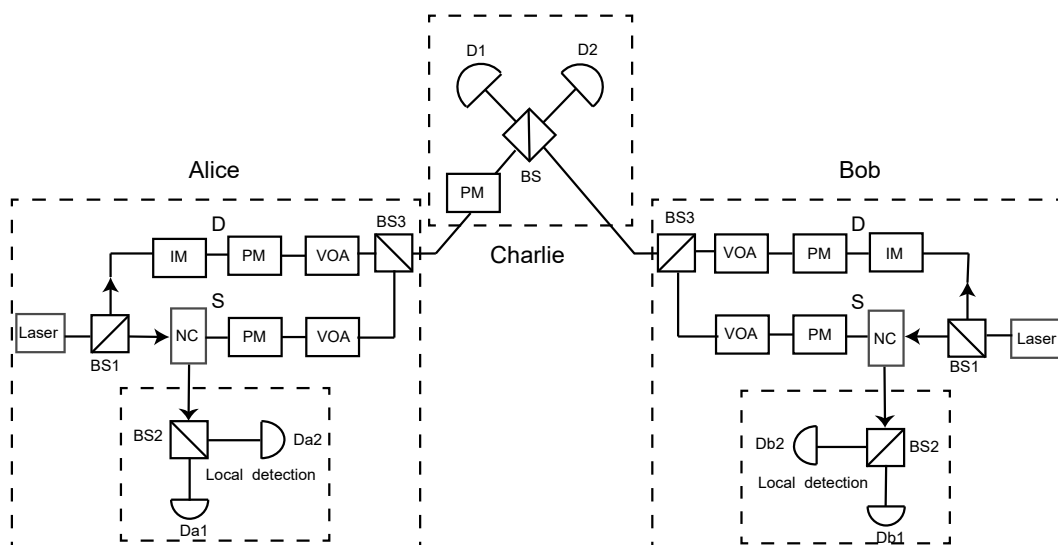 D1
D2
BS
PM
Charlie
Alice
Bob
D
BS3
IM
PM
VOA
S
Laser
BS1
NC
PM
VOA
BS2
Da2
Local detection
Da1
BS3
D
VOA
PM
IM
S
VOA
PM
NC
BS1
Laser
Db2
BS2
Local detection
Db1